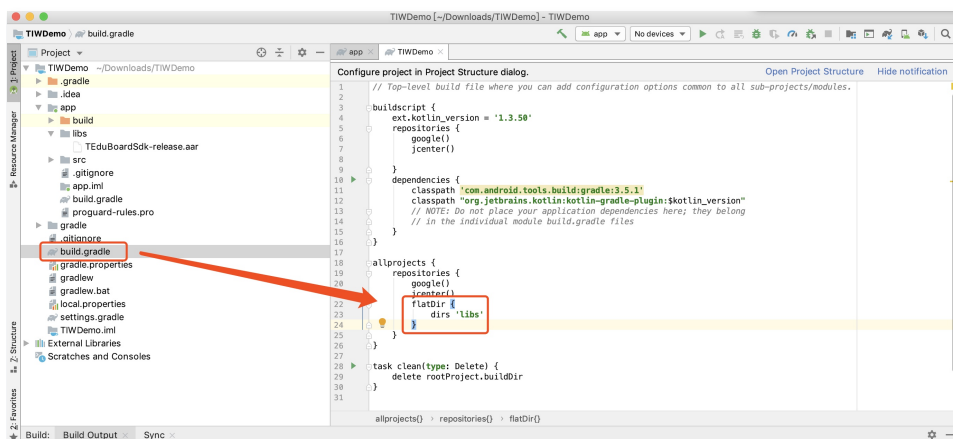 TIWDemo [~/Downloads/TIWDemo] - TIWDemo
TIWDemo build.gradle
app
No devices
1: Project
Resource Manager
7: Structure
2: Favorites
Project
TIWDemo ~/Downloads/TIWDemo
.gradle
.idea
app
build
libs
TEduBoardSdk-release.aar
src
.gitignore
app.iml
build.gradle
proguard-rules.pro
gradle
.gitignore
build.gradle
gradle.properties
gradlew
gradlew.bat
local.properties
settings.gradle
TIWDemo.iml
External Libraries
Scratches and Consoles
app
TIWDemo
Configure project in Project Structure dialog.
Open Project Structure
Hide notification
1 // Top-level build file where you can add configuration options common to all sub-projects/modules.
2
3 buildscript {
4 ext.kotlin_version = '1.3.50'
5 repositories {
6 google()
7 jcenter()
8
9 }
10 dependencies {
11 classpath 'com.android.tools.build:gradle:3.5.1'
12 classpath "org.jetbrains.kotlin:kotlin-gradle-plugin:$kotlin_version"
13 // NOTE: Do not place your application dependencies here; they belong
14 // in the individual module build.gradle files
15 }
16 }
17
18 allprojects {
19 repositories {
20 google()
21 jcenter()
22 flatDir {
23 dirs 'libs'
24 }
25 }
26 }
27
28 task clean(type: Delete) {
29 delete rootProject.buildDir
30 }
31
allprojects{} › repositories{} › flatDir{}
Build: Build Output Sync